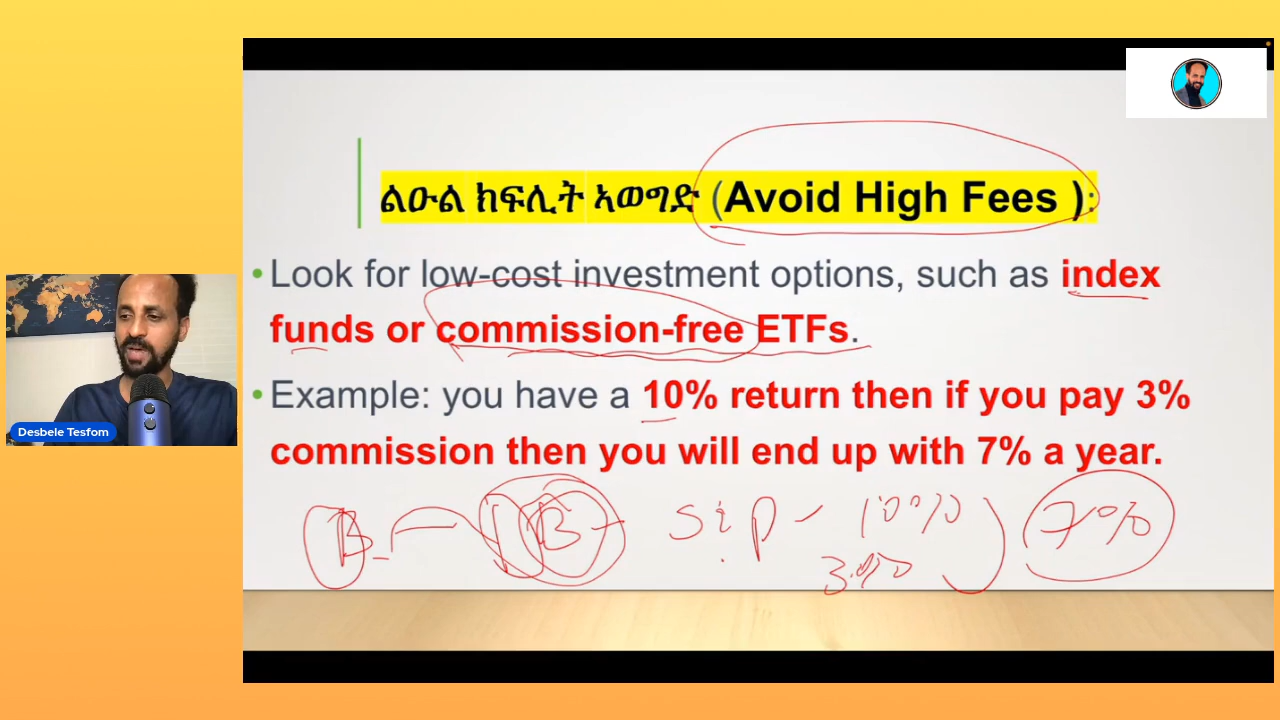 ልዑል ክፍሊት ኣወግድ (Avoid High Fees ):
• Look for low-cost investment options, such as index
funds or commission-free ETFs.
• Example: you have a 10% return then if you pay 3%
commission then you will end up with 7% a year.
B - B - S&P - 10% 7%
3%
Desbele Tesfom